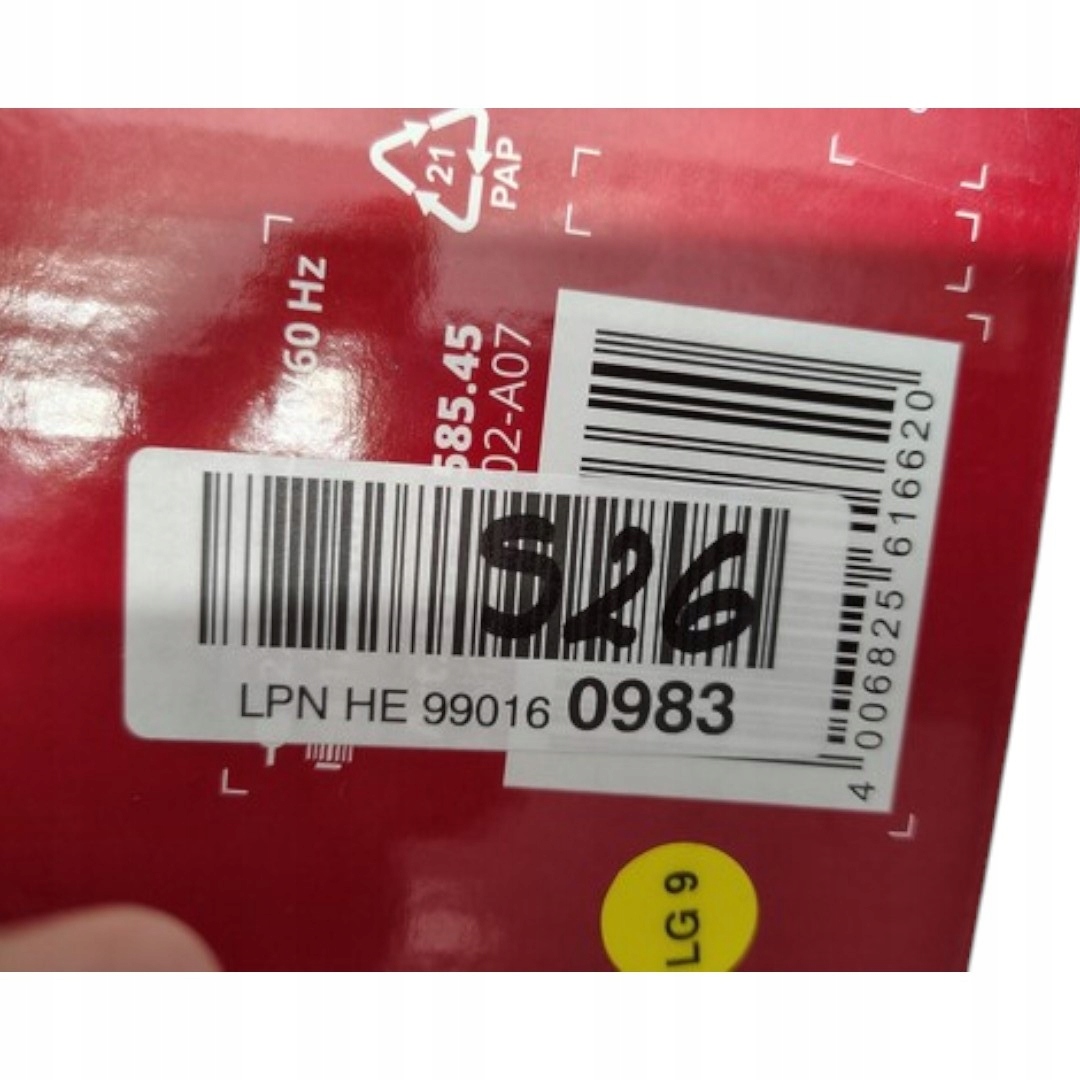 21
PAP
/60 Hz
585.45
02-A07
4 006825 616620
S26
LPN HE 99016 0983
LG 9